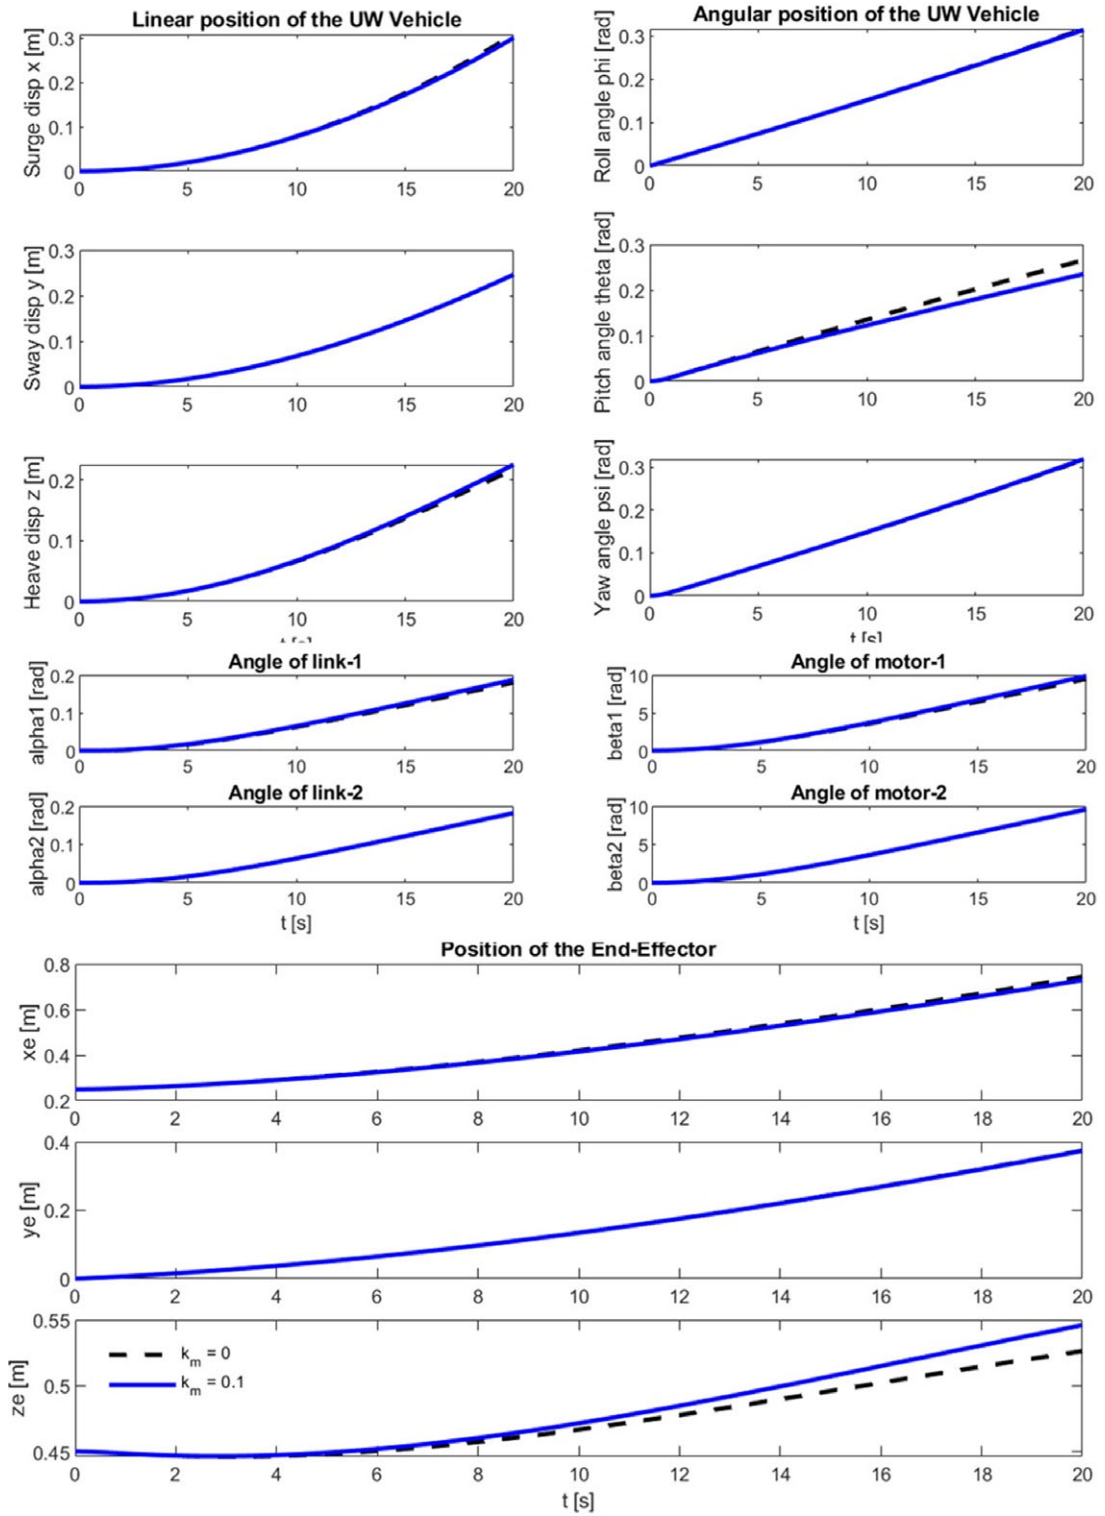 Linear position of the UW Vehicle
Surge disp x [m]
0.3
0.2
0.1
0
0 5 10 15 20
Sway disp y [m]
0.3
0.2
0.1
0
0 5 10 15 20
Heave disp z [m]
0.2
0.1
0
0 5 10 15 20
t [s]
Angular position of the UW Vehicle
Roll angle phi [rad]
0.3
0.2
0.1
0
0 5 10 15 20
Pitch angle theta [rad]
0.3
0.2
0.1
0
0 5 10 15 20
Yaw angle psi [rad]
0.3
0.2
0.1
0
0 5 10 15 20
t [s]
Angle of link-1
alpha1 [rad]
0.2
0.1
0
0 5 10 15 20
Angle of motor-1
beta1 [rad]
10
5
0
0 5 10 15 20
Angle of link-2
alpha2 [rad]
0.2
0.1
0
0 5 10 15 20
t [s]
Angle of motor-2
beta2 [rad]
10
5
0
0 5 10 15 20
t [s]
Position of the End-Effector
xe [m]
0.8
0.6
0.4
0.2
0 2 4 6 8 10 12 14 16 18 20
ye [m]
0.4
0.2
0
0 2 4 6 8 10 12 14 16 18 20
ze [m]
0.55
0.5
0.45
k_m = 0
k_m = 0.1
0 2 4 6 8 10 12 14 16 18 20
t [s]